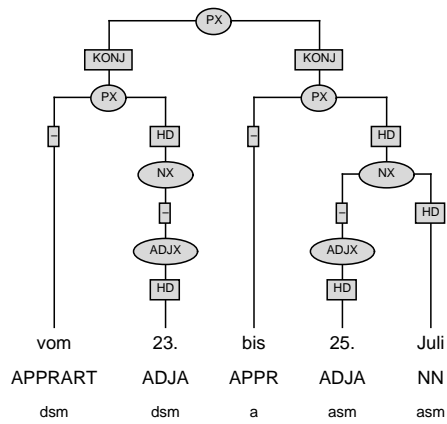 PX
KONJ KONJ
PX PX
– HD – HD
NX NX
– – HD
ADJX ADJX
HD HD
vom 23. bis 25. Juli
APPRART ADJA APPR ADJA NN
dsm dsm a asm asm